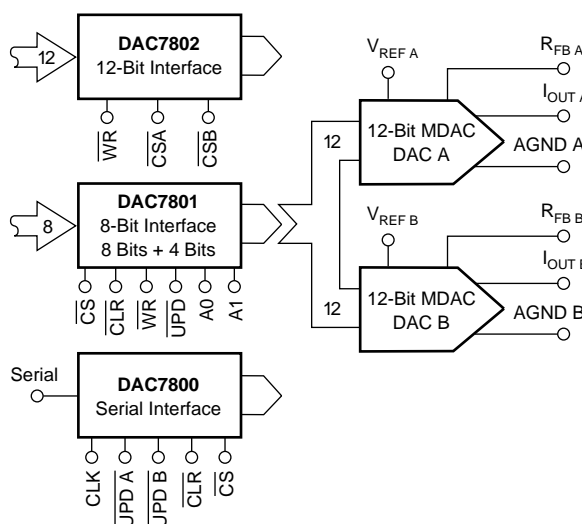 12
DAC7802
12-Bit Interface
WR
CSA
CSB
8
DAC7801
8-Bit Interface
8 Bits + 4 Bits
CS
CLR
WR
UPD
A0
A1
Serial
DAC7800
Serial Interface
CLK
UPD A
UPD B
CLR
CS
VREF A
RFB A
IOUT A
AGND A
12
12-Bit MDAC
DAC A
VREF B
RFB B
IOUT B
AGND B
12
12-Bit MDAC
DAC B